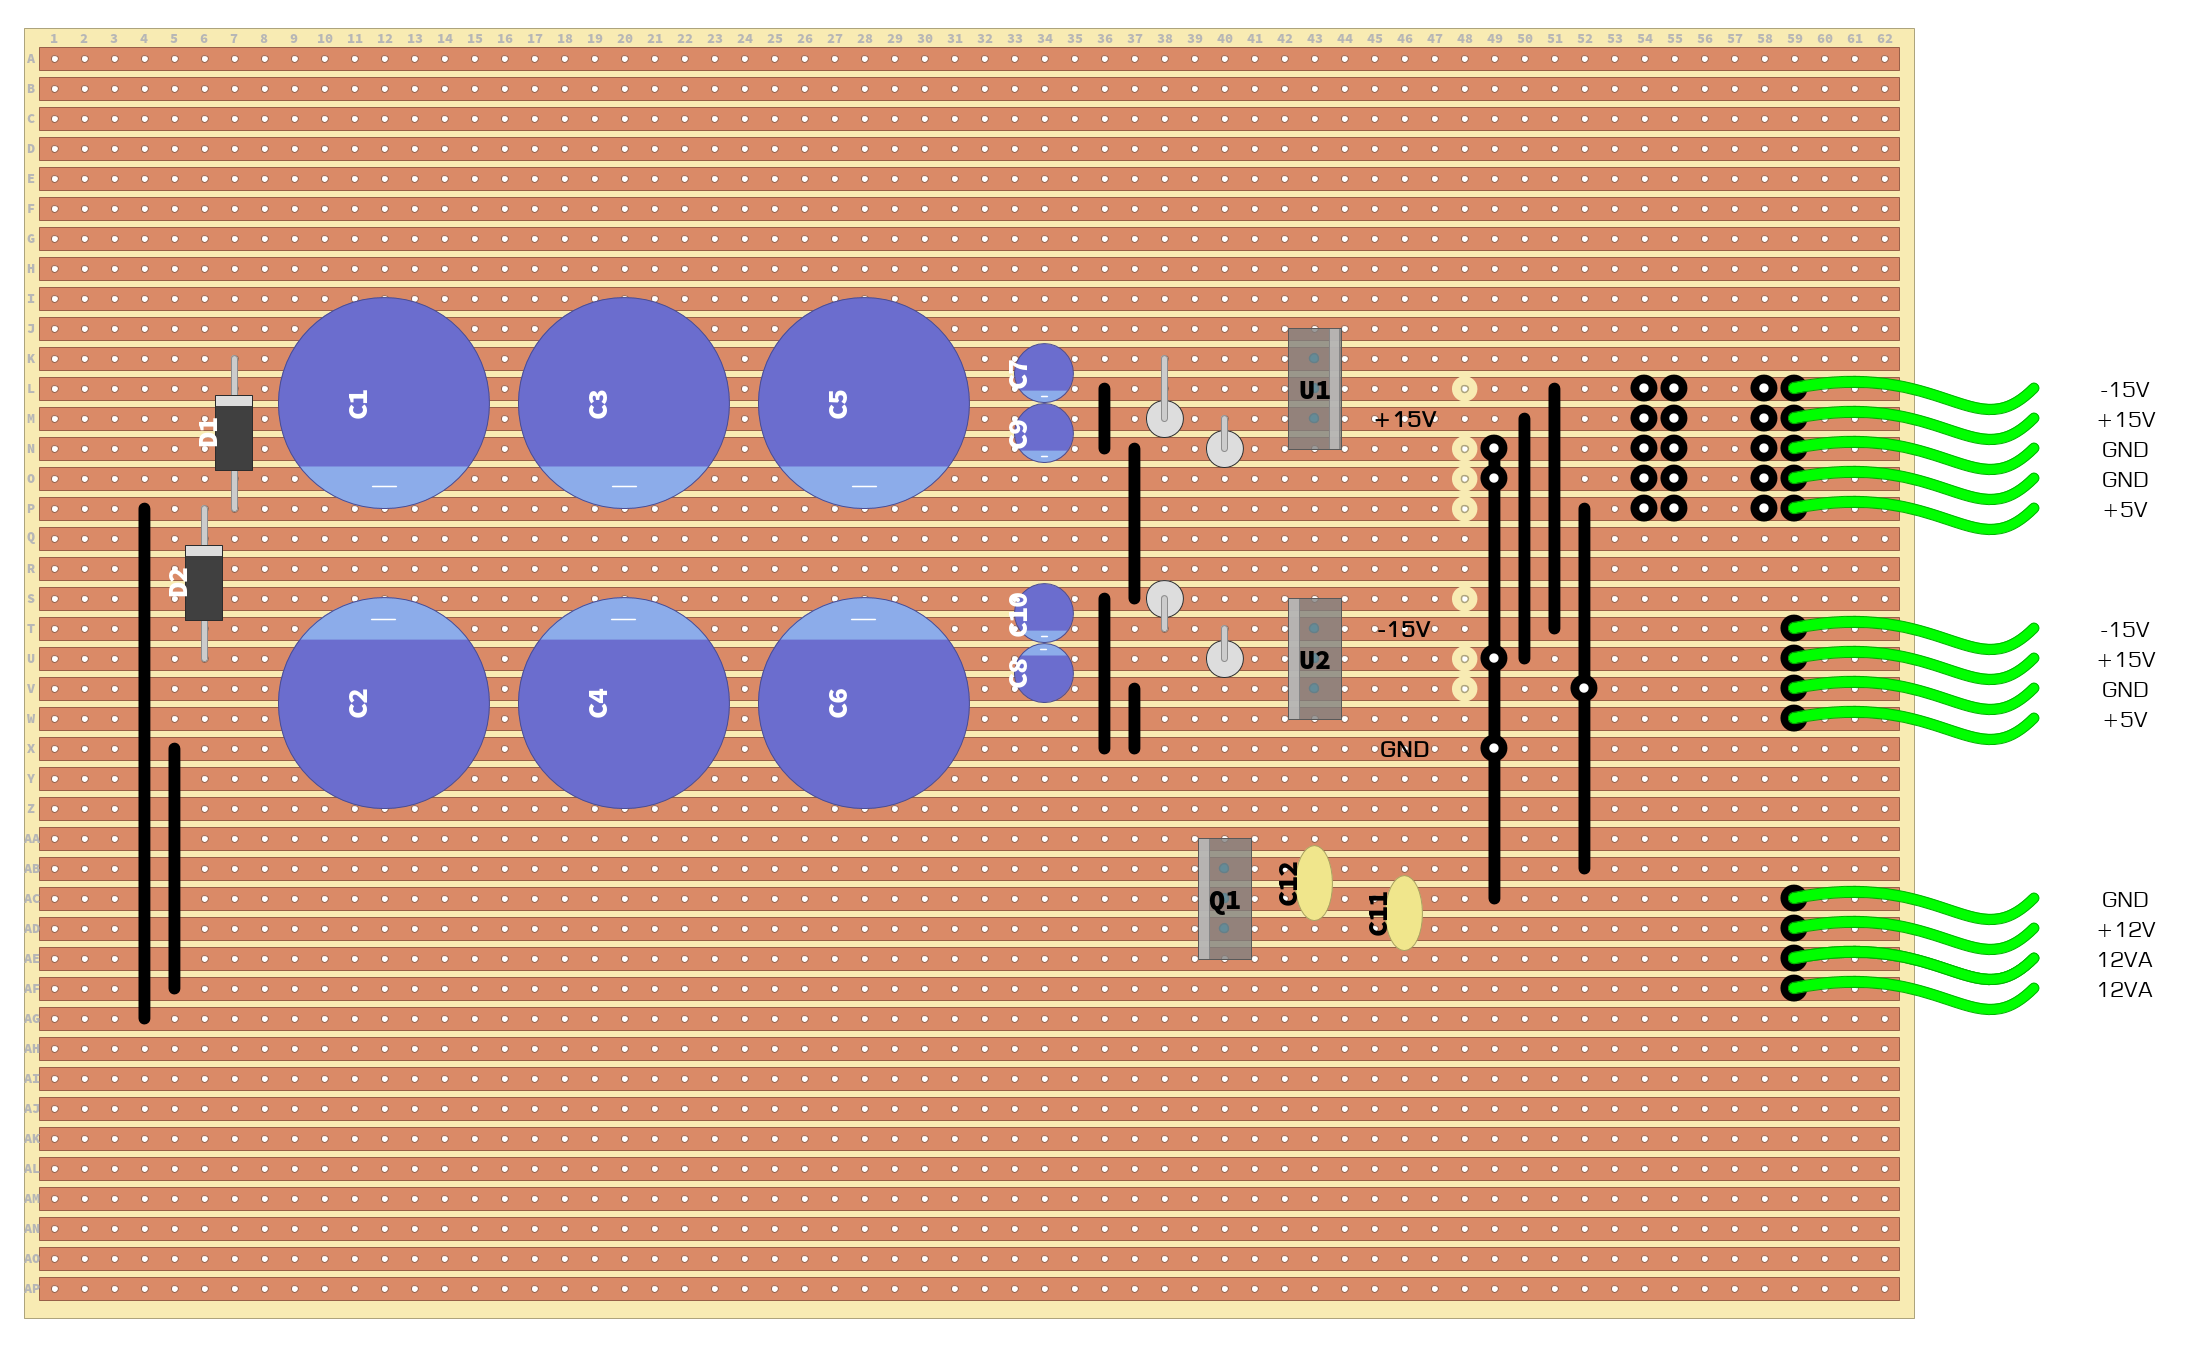 1 2 3 4 5 6 7 8 9 10 11 12 13 14 15 16 17 18 19 20 21 22 23 24 25 26 27 28 29 30 31 32 33 34 35 36 37 38 39 40 41 42 43 44 45 46 47 48 49 50 51 52 53 54 55 56 57 58 59 60 61 62
A
B
C
D
E
F
G
H
I
J
K
L C7 U1 -15V
C1 C3 C5
M D1 C9 +15V +15V
N GND
O GND
P +5V
Q
R D2
S C10
T -15V -15V
U C8 U2 +15V
V C2 C4 C6 GND
W +5V
X GND
Y
Z
AA
AB C12
AC Q1 C11 GND
AD +12V
AE 12VA
AF 12VA
AG
AH
AI
AJ
AK
AL
AM
AN
AO
AP